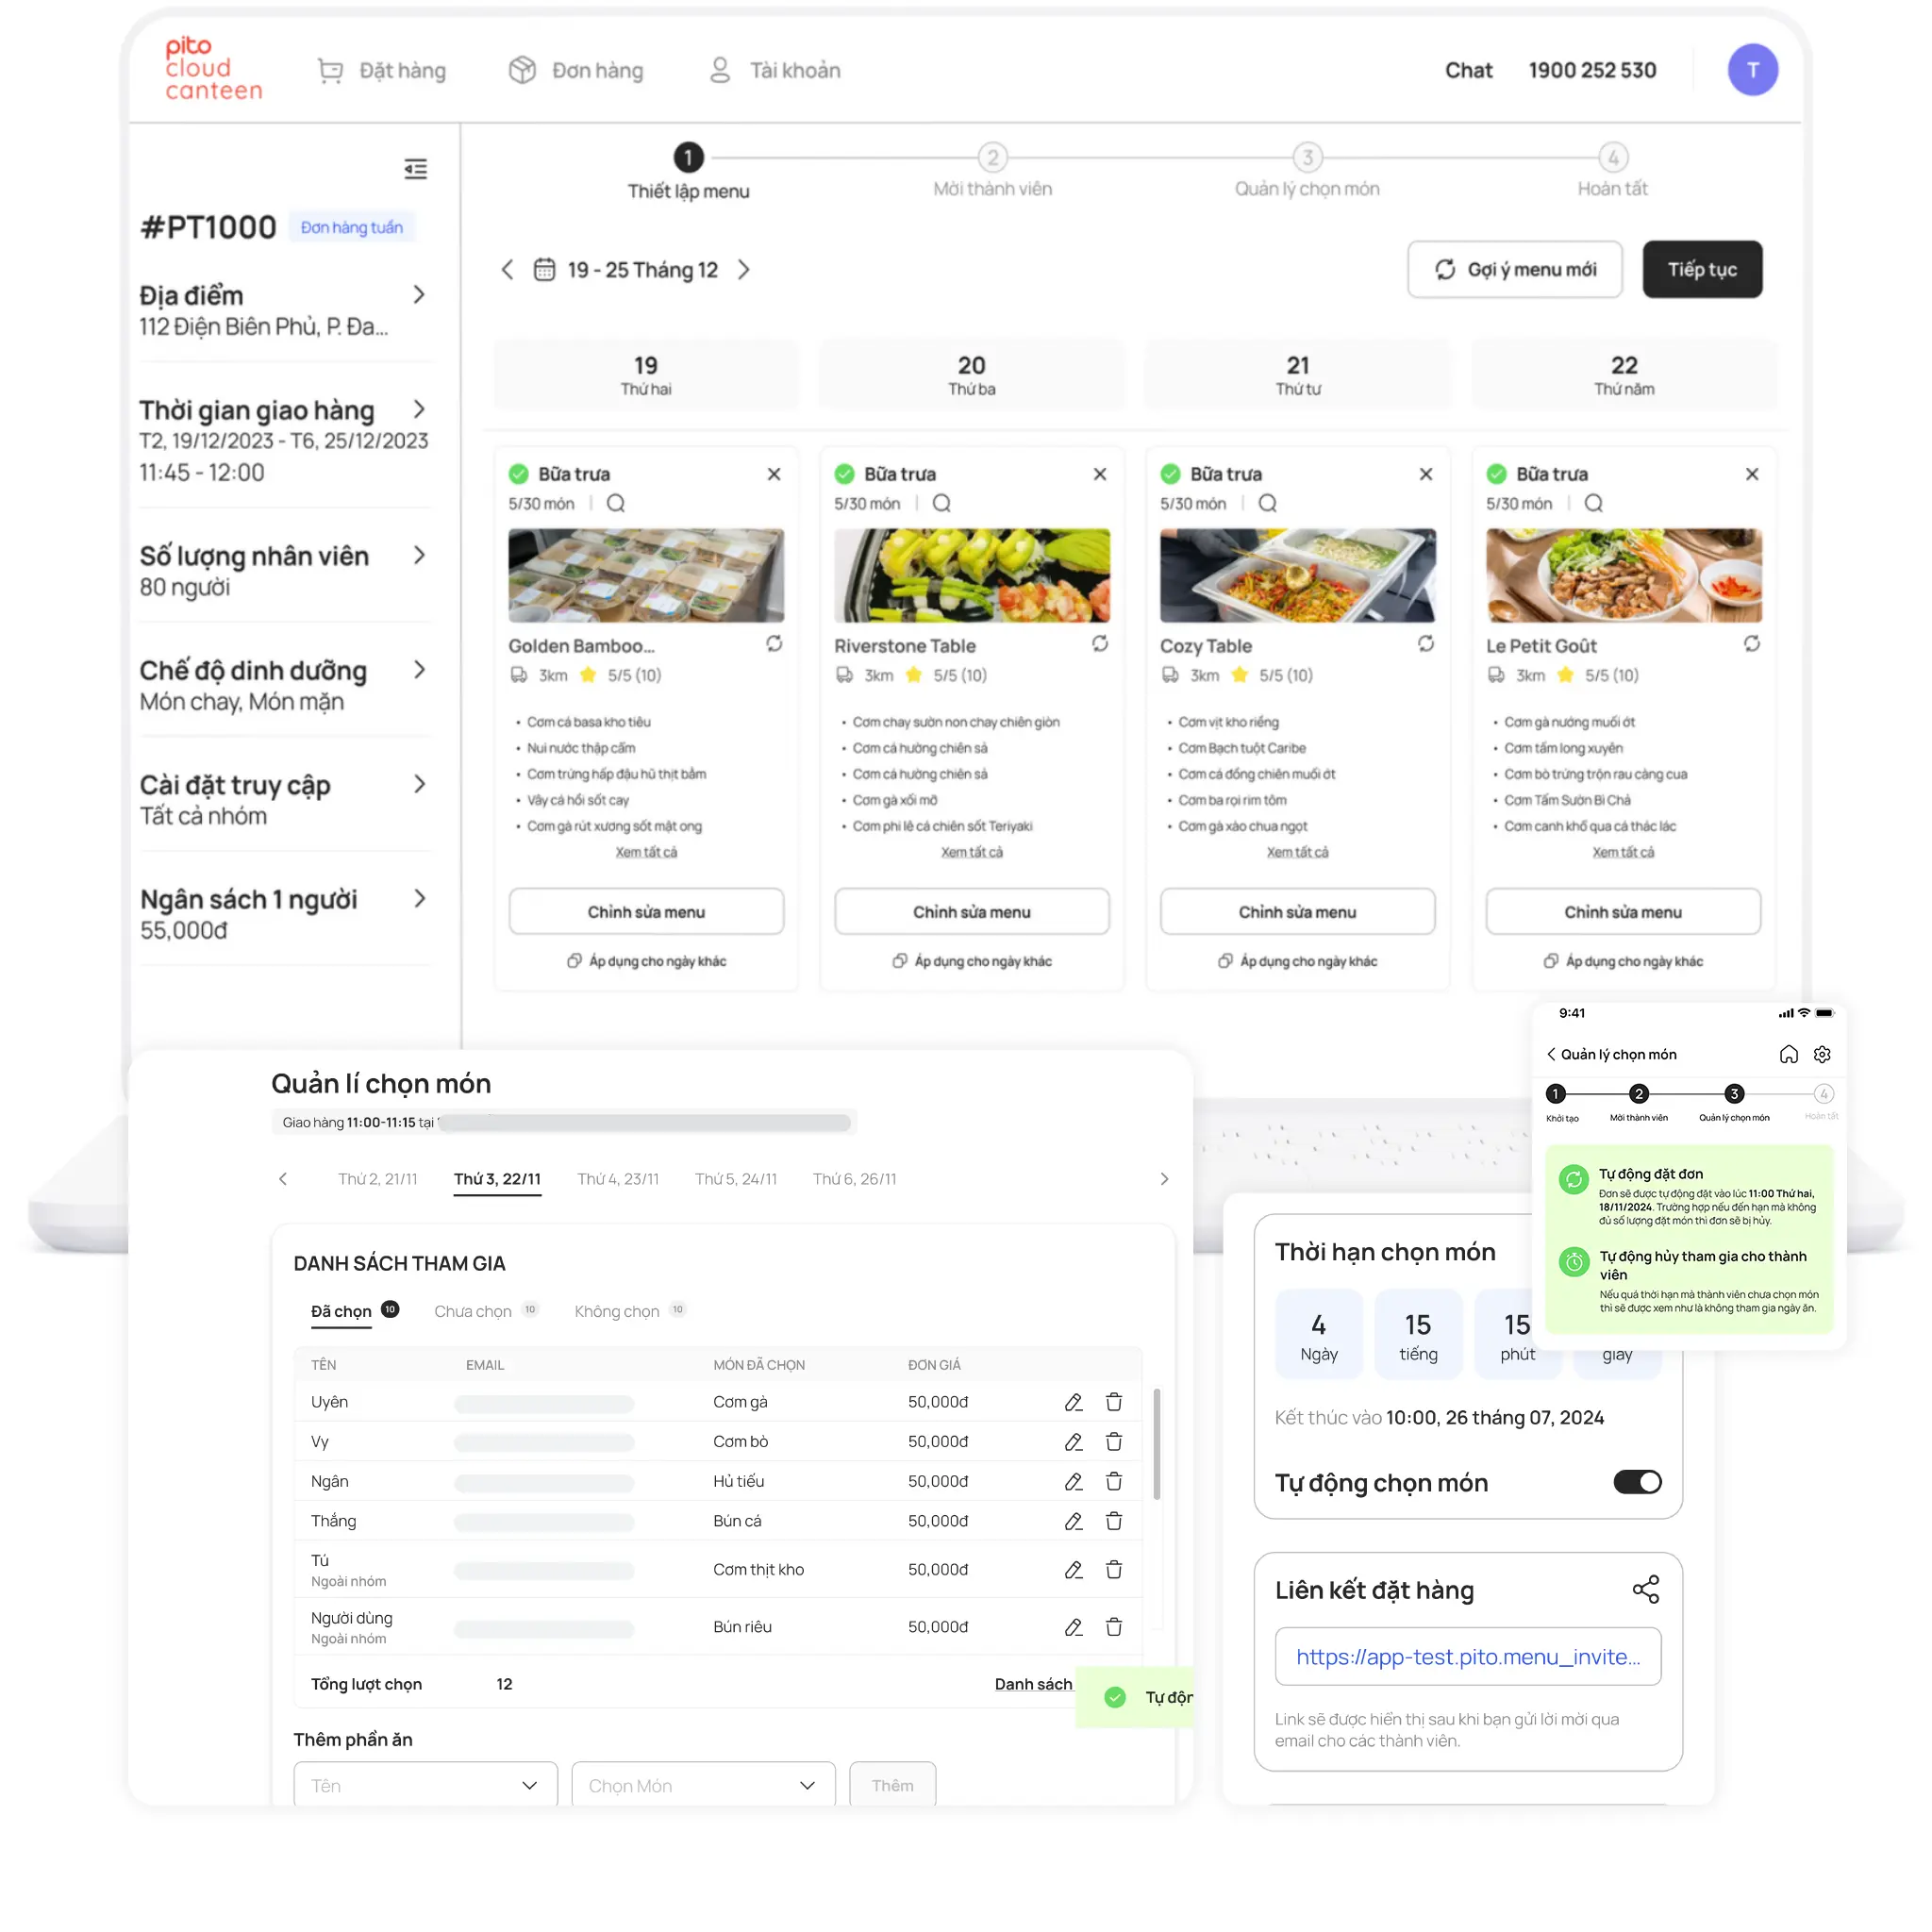 pito
cloud
canteen
Đặt hàng
Đơn hàng
Tài khoản
Chat
1900 252 530
T
#PT1000
Đơn hàng tuần
Địa điểm
112 Điện Biên Phủ, P. Đa...
Thời gian giao hàng
T2, 19/12/2023 - T6, 25/12/2023
11:45 - 12:00
Số lượng nhân viên
80 người
Chế độ dinh dưỡng
Món chay, Món mặn
Cài đặt truy cập
Tất cả nhóm
Ngân sách 1 người
55,000đ
1
Thiết lập menu
2
Mời thành viên
3
Quản lý chọn món
4
Hoàn tất
19 - 25 Tháng 12
Gợi ý menu mới
Tiếp tục
19
Thứ hai
20
Thứ ba
21
Thứ tư
22
Thứ năm
Bữa trưa
5/30 món
Golden Bamboo...
3km
5/5 (10)
• Cơm cá basa kho tiêu
• Nui nước thập cẩm
• Cơm trứng hấp đậu hũ thịt bằm
• Vây cá hồi sốt cay
• Cơm gà rút xương sốt mật ong
Xem tất cả
Chỉnh sửa menu
Áp dụng cho ngày khác
Bữa trưa
5/30 món
Riverstone Table
3km
5/5 (10)
• Cơm chay sườn non chay chiên giòn
• Cơm cá hường chiên sả
• Cơm cá hường chiên sả
• Cơm gà xối mỡ
• Cơm phi lê cá chiên sốt Teriyaki
Xem tất cả
Chỉnh sửa menu
Áp dụng cho ngày khác
Bữa trưa
5/30 món
Cozy Table
3km
5/5 (10)
• Cơm vịt kho riềng
• Cơm Bạch tuột Caribe
• Cơm cá đồng chiên muối ớt
• Cơm ba rọi rim tôm
• Cơm gà xào chua ngọt
Xem tất cả
Chỉnh sửa menu
Áp dụng cho ngày khác
Bữa trưa
5/30 món
Le Petit Goût
3km
5/5 (10)
• Cơm gà nướng muối ớt
• Cơm tấm long xuyên
• Cơm bò trứng trộn rau càng cua
• Cơm Tấm Sườn Bì Chả
• Cơm canh khổ qua cá thác lác
Xem tất cả
Chỉnh sửa menu
Áp dụng cho ngày khác
Quản lí chọn món
Giao hàng 11:00-11:15 tại
Thứ 2, 21/11
Thứ 3, 22/11
Thứ 4, 23/11
Thứ 5, 24/11
Thứ 6, 26/11
DANH SÁCH THAM GIA
Đã chọn 10
Chưa chọn 10
Không chọn 10
TÊN EMAIL MÓN ĐÃ CHỌN ĐƠN GIÁ
Uyên Cơm gà 50,000đ
Vy Cơm bò 50,000đ
Ngân Hủ tiếu 50,000đ
Thắng Bún cá 50,000đ
Tú
Ngoài nhóm
Cơm thịt kho 50,000đ
Người dùng
Ngoài nhóm
Bún riêu 50,000đ
Tổng lượt chọn 12
Danh sách
Tự độn
Thêm phần ăn
Tên
Chọn Món
Thêm
9:41
Quản lý chọn món
1
Khởi tạo
2
Mời thành viên
3
Quản lý chọn món
4
Hoàn tất
Tự động đặt đơn
Đơn sẽ được tự động đặt vào lúc 11:00 Thứ hai,
18/11/2024. Trường hợp nếu đến hạn mà không
đủ số lượng đặt món thì đơn sẽ bị hủy.
Tự động hủy tham gia cho thành
viên
Nếu quá thời hạn mà thành viên chưa chọn món
thì sẽ được xem như là không tham gia ngày ăn.
Thời hạn chọn món
4
Ngày
15
tiếng
15
phút
giây
Kết thúc vào 10:00, 26 tháng 07, 2024
Tự động chọn món
Liên kết đặt hàng
https://app-test.pito.menu_invite...
Link sẽ được hiển thị sau khi bạn gửi lời mời qua
email cho các thành viên.